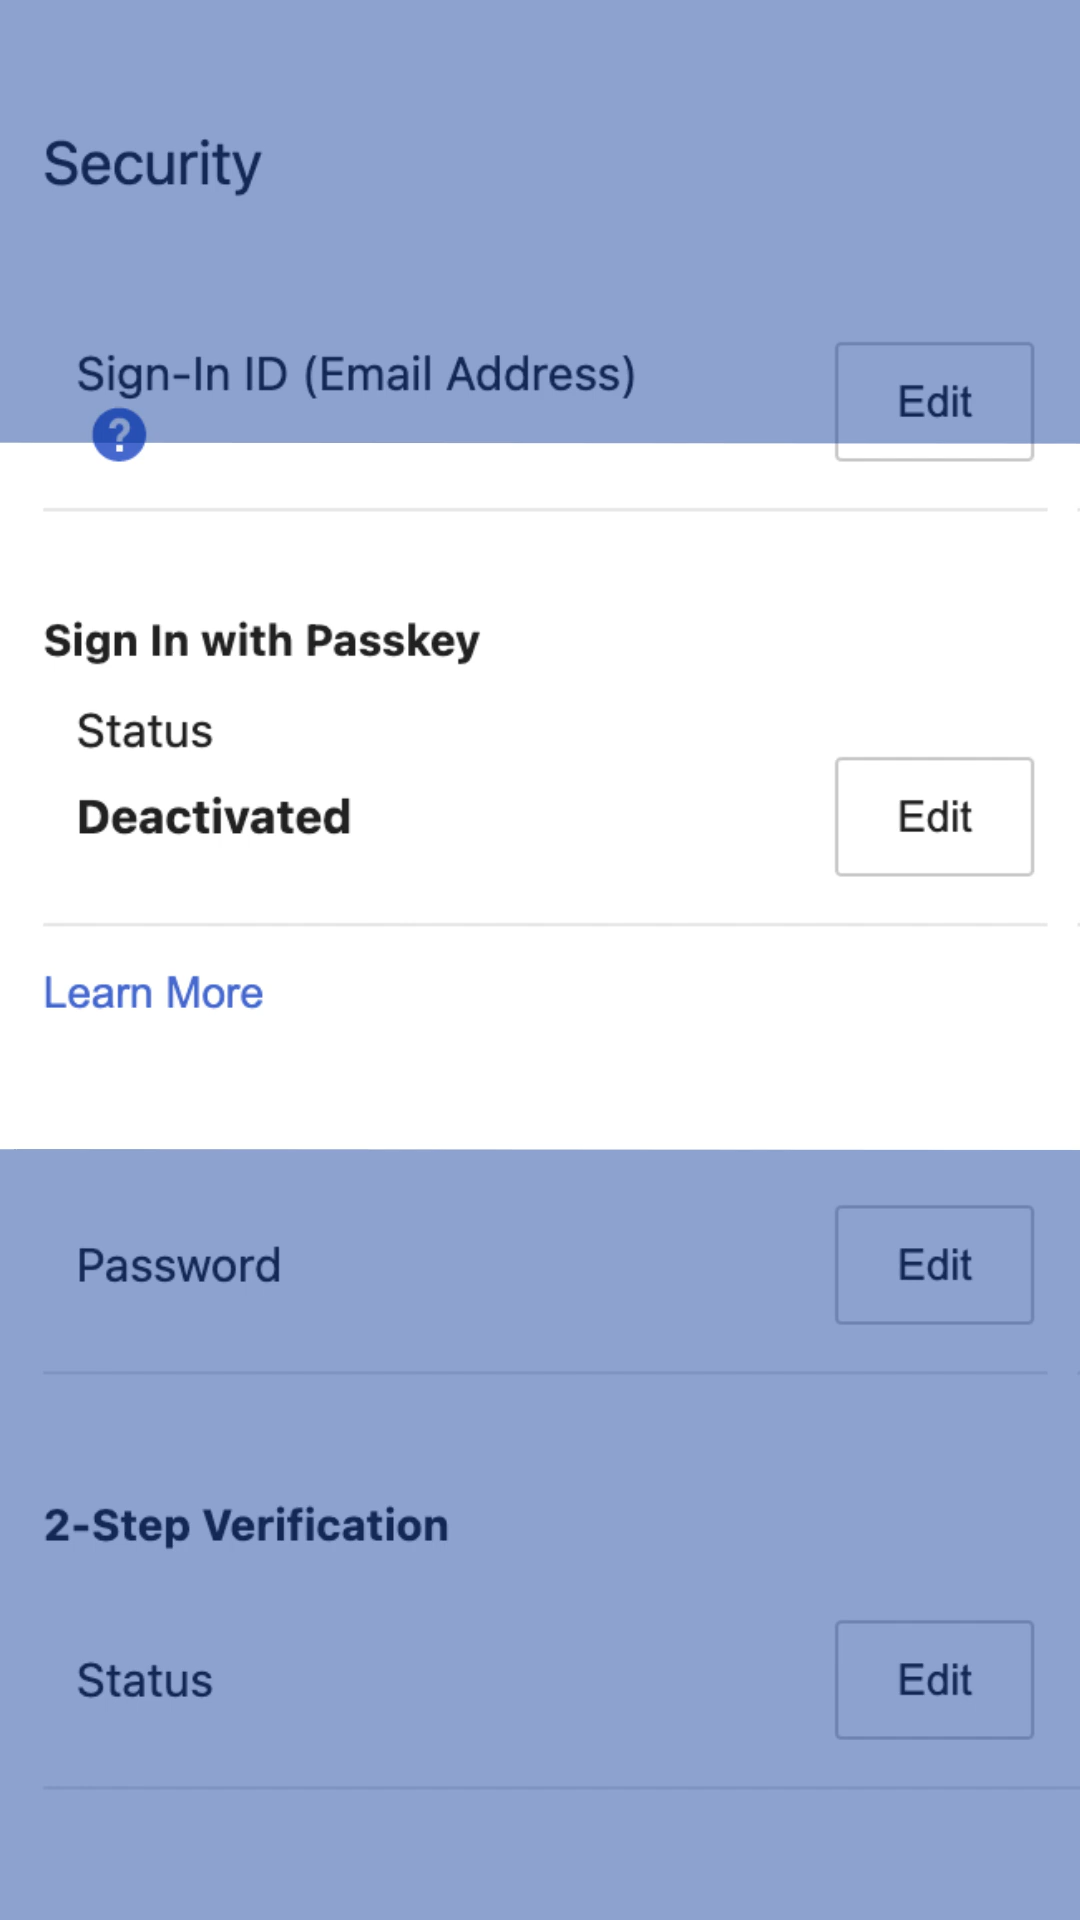 Security
Sign-In ID (Email Address)
?
Edit
Sign In with Passkey
Status
Deactivated
Edit
Learn More
Password
Edit
2-Step Verification
Status
Edit